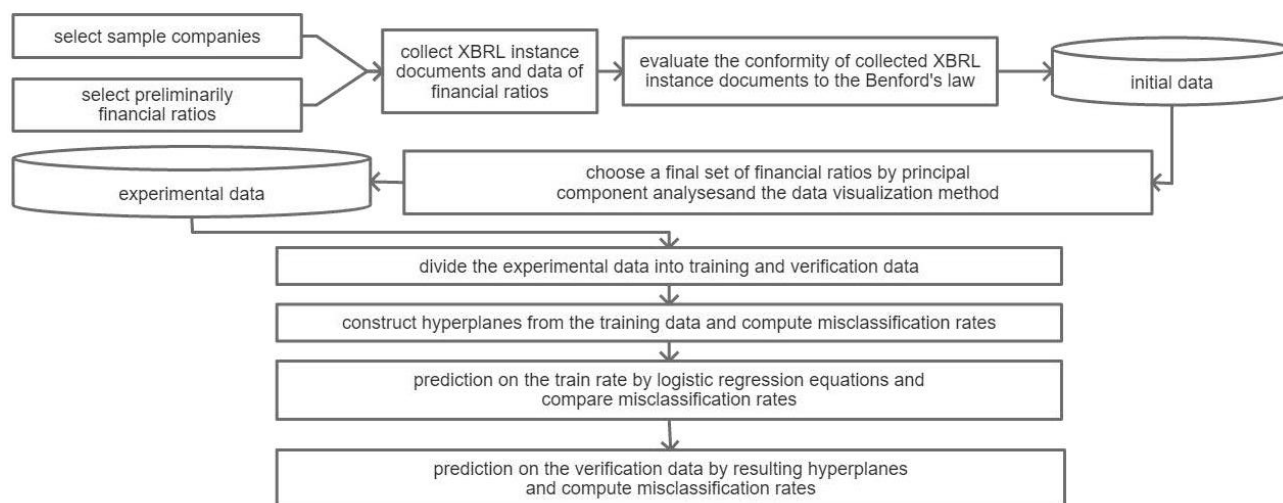 select sample companies
select preliminarily
financial ratios
collect XBRL instance
documents and data of
financial ratios
evaluate the conformity of collected XBRL
instance documents to the Benford's law
initial data
choose a final set of financial ratios by principal
component analysesand the data visualization method
experimental data
divide the experimental data into training and verification data
construct hyperplanes from the training data and compute misclassification rates
prediction on the train rate by logistic regression equations and
compare misclassification rates
prediction on the verification data by resulting hyperplanes
and compute misclassification rates